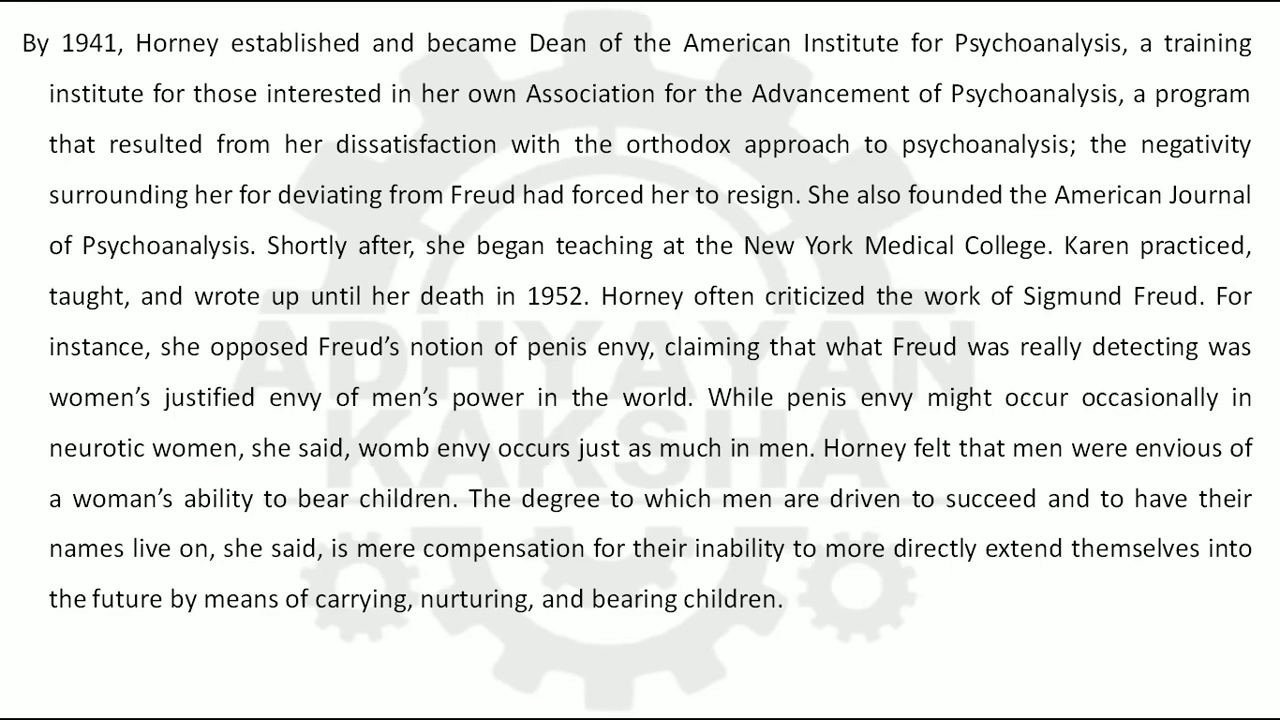 By 1941, Horney established and became Dean of the American Institute for Psychoanalysis, a training
institute for those interested in her own Association for the Advancement of Psychoanalysis, a program
that resulted from her dissatisfaction with the orthodox approach to psychoanalysis; the negativity
surrounding her for deviating from Freud had forced her to resign. She also founded the American Journal
of Psychoanalysis. Shortly after, she began teaching at the New York Medical College. Karen practiced,
taught, and wrote up until her death in 1952. Horney often criticized the work of Sigmund Freud. For
instance, she opposed Freud’s notion of penis envy, claiming that what Freud was really detecting was
women’s justified envy of men’s power in the world. While penis envy might occur occasionally in
neurotic women, she said, womb envy occurs just as much in men. Horney felt that men were envious of
a woman’s ability to bear children. The degree to which men are driven to succeed and to have their
names live on, she said, is mere compensation for their inability to more directly extend themselves into
the future by means of carrying, nurturing, and bearing children.
ADHYAYAN
KAKSHA